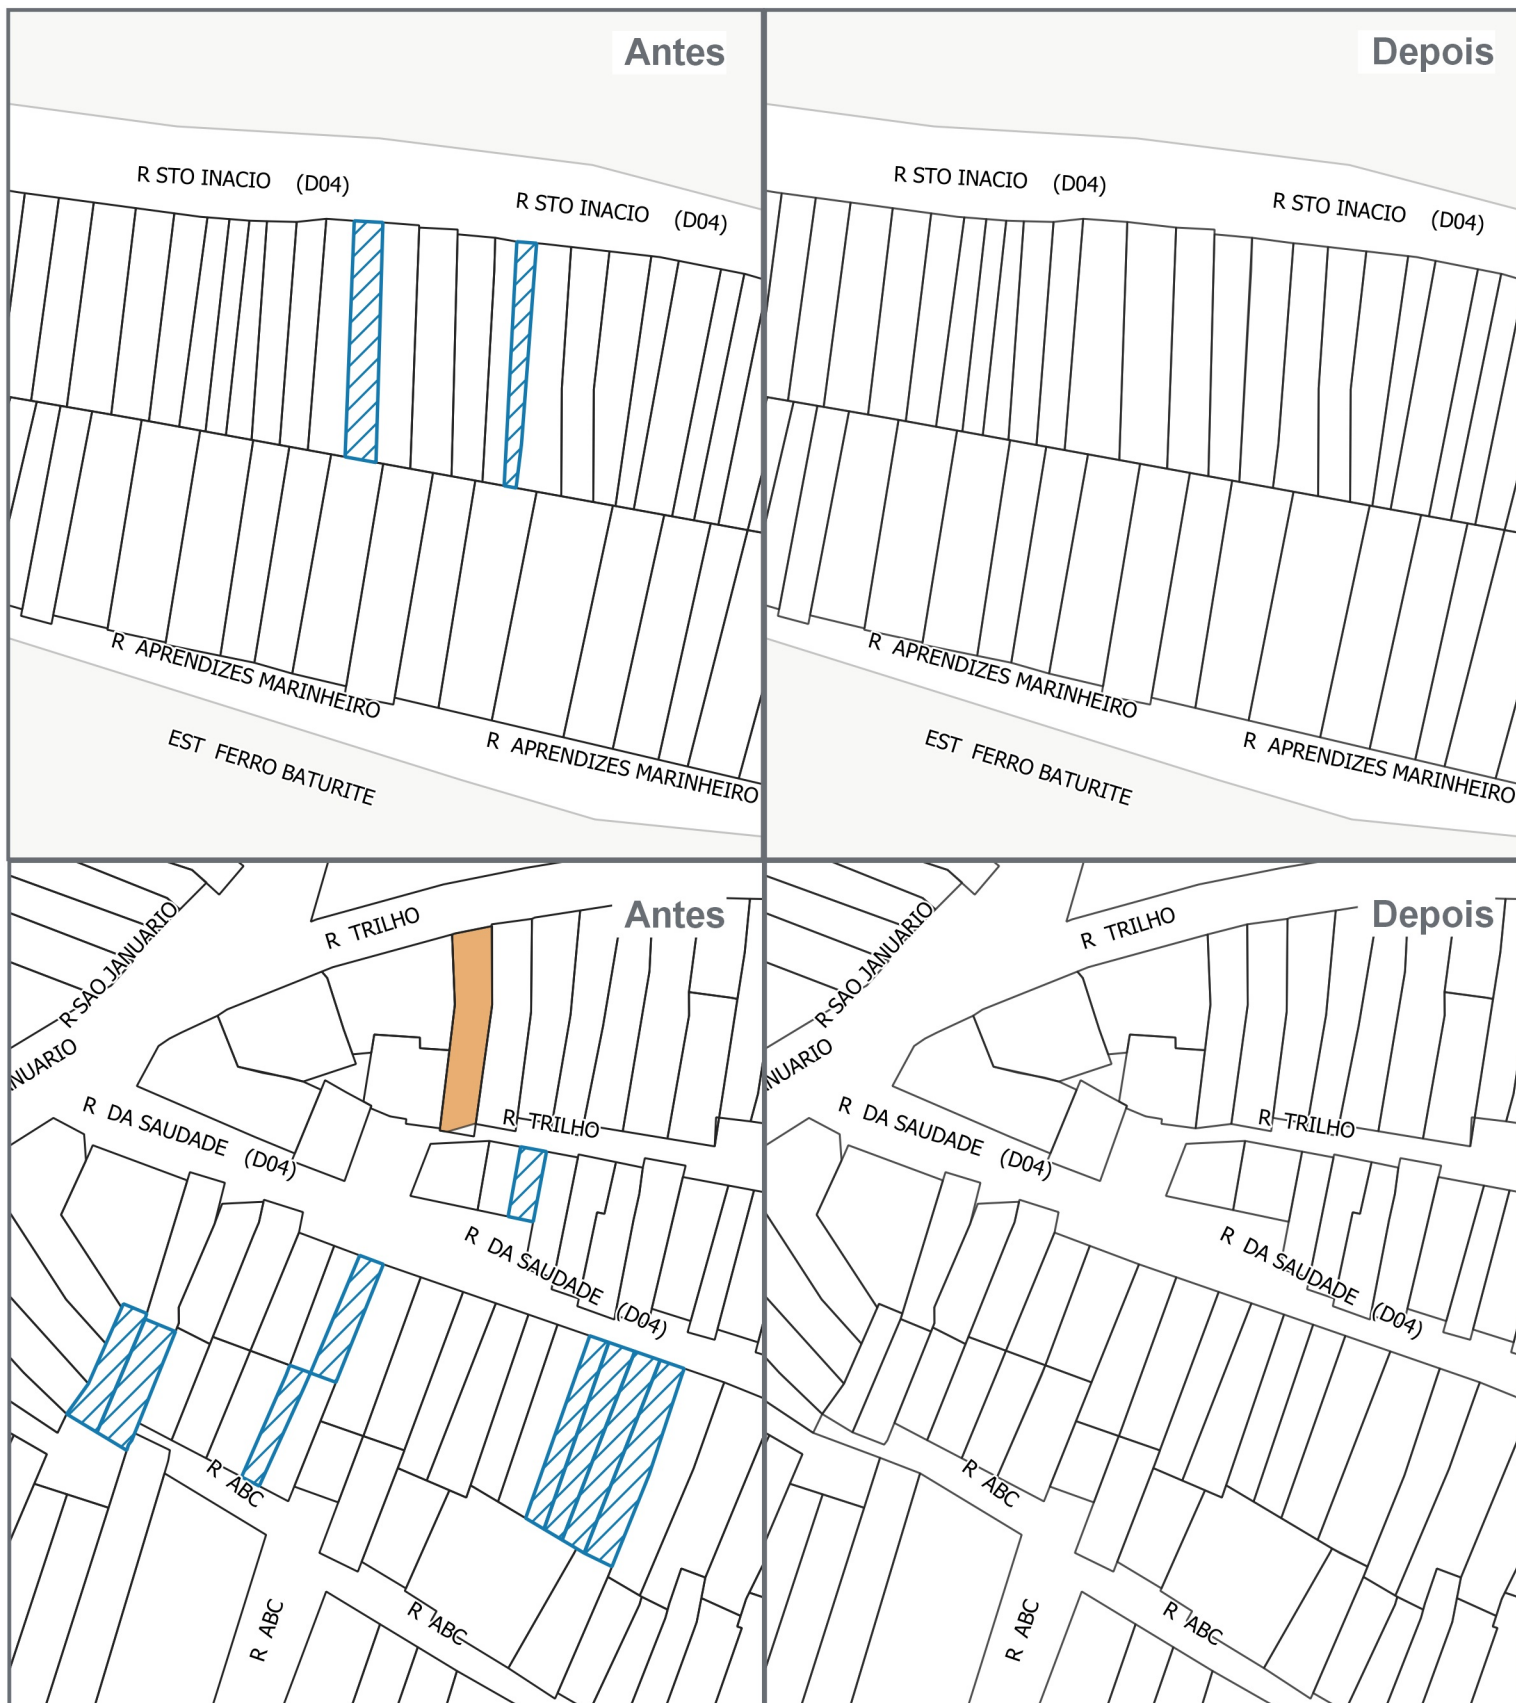 Antes
R STO INACIO (D04)
R STO INACIO (D04)
R APRENDIZES MARINHEIRO
R APRENDIZES MARINHEIRO
EST FERRO BATURITE
Depois
R STO INACIO (D04)
R STO INACIO (D04)
R APRENDIZES MARINHEIRO
R APRENDIZES MARINHEIRO
EST FERRO BATURITE
Antes
R TRILHO
R SAO JANUARIO
NUARIO
R DA SAUDADE (D04)
R TRILHO
R DA SAUDADE (D04)
R ABC
R ABC
R ABC
Depois
R TRILHO
R SAO JANUARIO
NUARIO
R DA SAUDADE (D04)
R TRILHO
R DA SAUDADE (D04)
R ABC
R ABC
R ABC